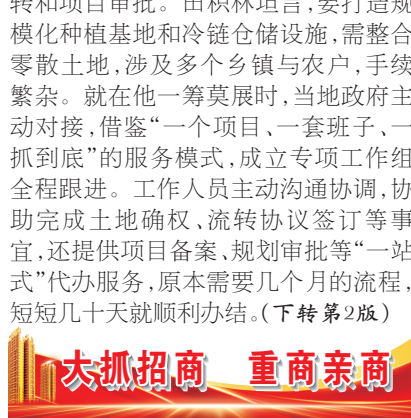 转和项目审批。田积林坦言,要打造规
模化种植基地和冷链仓储设施,需整合
零散土地,涉及多个乡镇与农户,手续
繁杂。就在他一筹莫展时,当地政府主
动对接,借鉴“一个项目、一套班子、一
抓到底”的服务模式,成立专项工作组
全程跟进。工作人员主动沟通协调,协
助完成土地确权、流转协议签订等事
宜,还提供项目备案、规划审批等“一站
式”代办服务,原本需要几个月的流程,
短短几十天就顺利办结。(下转第2版)
大抓招商 重商亲商